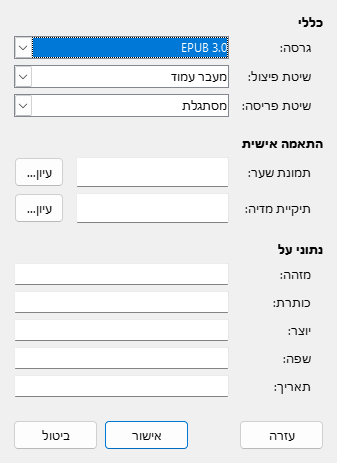 כללי
גרסה: EPUB 3.0
שיטת פיצול: מעבר עמוד
שיטת פריסה: מסתגלת
התאמה אישית
תמונת שער: עיון...
תיקיית מדיה: עיון...
נתוני על
מזהה:
כותרת:
יוצר:
שפה:
תאריך:
עזרה אישור ביטול